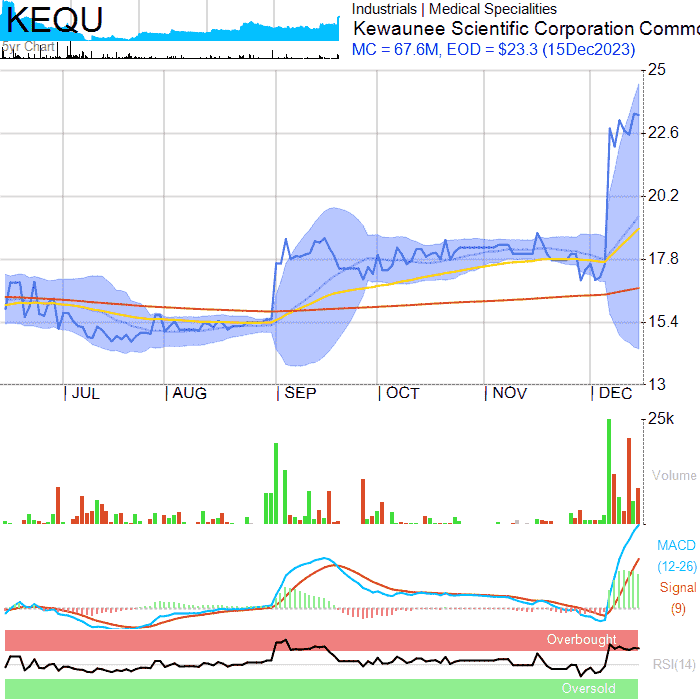 KEQU
Industrials | Medical Specialities
Kewaunee Scientific Corporation Commo
5yr Chart
MC = 67.6M, EOD = $23.3 (15Dec2023)
25
22.6
20.2
17.8
15.4
13
| JUL | AUG | SEP | OCT | NOV | DEC
25k
Volume
MACD
(12-26)
Signal
(9)
Overbought
RSI(14)
Oversold